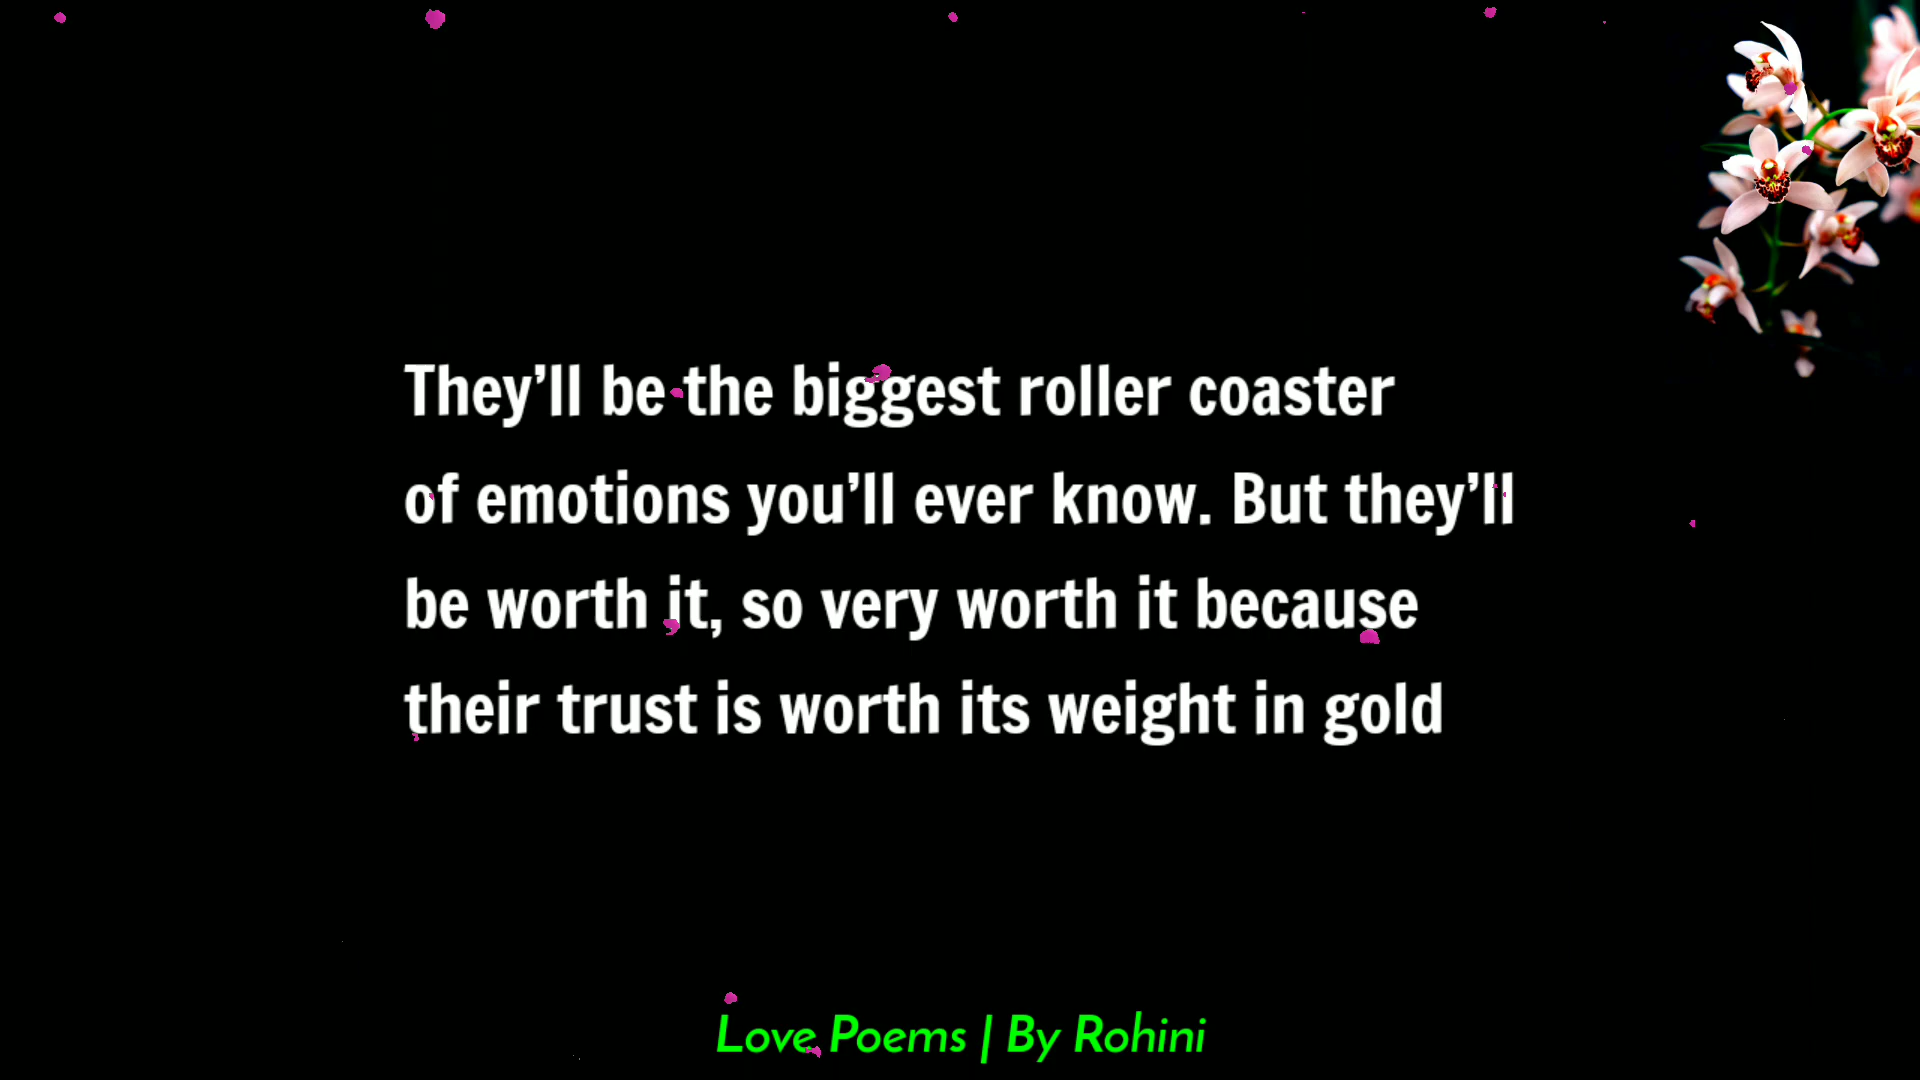 They’ll be the biggest roller coaster
of emotions you’ll ever know. But they’ll
be worth it, so very worth it because
their trust is worth its weight in gold
Love Poems | By Rohini